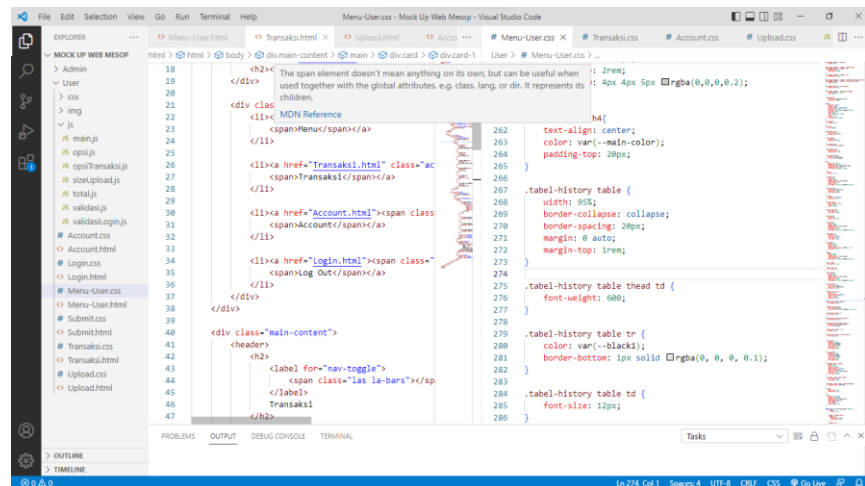 File Edit Selection View Go Run Terminal Help
Menu-User.css - Mock Up Web Mesop - Visual Studio Code
EXPLORER
MOCK UP WEB MESOP
> Admin
User
> css
> img
js
JS main.js
JS opsi.js
JS opsiTransaksi.js
JS sizeUpload.js
JS total.js
JS validasi.js
JS validasiLogin.js
# Account.css
<> Account.html
# Login.css
<> Login.html
# Menu-User.css
<> Menu-User.html
# Submit.css
<> Submit.html
# Transaksi.css
<> Transaksi.html
# Upload.css
<> Upload.html
> OUTLINE
> TIMELINE
<> Menu-User.html
<> Transaksi.html ×
<> Upload.html
<> Acco
...
html > html > body > div.main-content > main > div.card > div.card-1
The span element doesn't mean anything on its own, but can be useful when
used together with the global attributes, e.g. class, lang, or dir. It represents its
children.
MDN Reference
18 <h2><
19 </div>
20
21 <div clas
22 <li><
23 <span>Menu</span></a>
24 </li>
25
26 <li><a href="Transaksi.html" class="ac
27 <span>Transaksi</span></a>
28 </li>
29
30 <li><a href="Account.html"><span class
31 <span>Account</span></a>
32 </li>
33
34 <li><a href="Login.html"><span class="
35 <span>Log Out</span></a>
36 </li>
37 </div>
38 </div>
39
40 <div class="main-content">
41 <header>
42 <h2>
43 <label for="nav-toggle">
44 <span class="las la-bars"></sp
45 </label>
46 Transaksi
47 </h2>
# Menu-User.css ×
# Transaksi.css
# Account.css
# Upload.css
JS
...
User > # Menu-User.css > ...
: 2rem;
: 4px 4px 5px rgba(0,0,0,0.2);
h4{
262 text-align: center;
263 color: var(--main-color);
264 padding-top: 20px;
265 }
266
267 .tabel-history table {
268 width: 95%;
269 border-collapse: collapse;
270 border-spacing: 20px;
271 margin: 0 auto;
272 margin-top: 1rem;
273 }
274
275 .tabel-history table thead td {
276 font-weight: 600;
277 }
278
279 .tabel-history table tr {
280 color: var(--black1);
281 border-bottom: 1px solid rgba(0, 0, 0, 0.1);
282 }
283
284 .tabel-history table td {
285 font-size: 12px;
286 }
PROBLEMS OUTPUT DEBUG CONSOLE TERMINAL
Tasks
0 0
Ln 274, Col 1 Spaces: 4 UTF-8 CRLF CSS Go Live